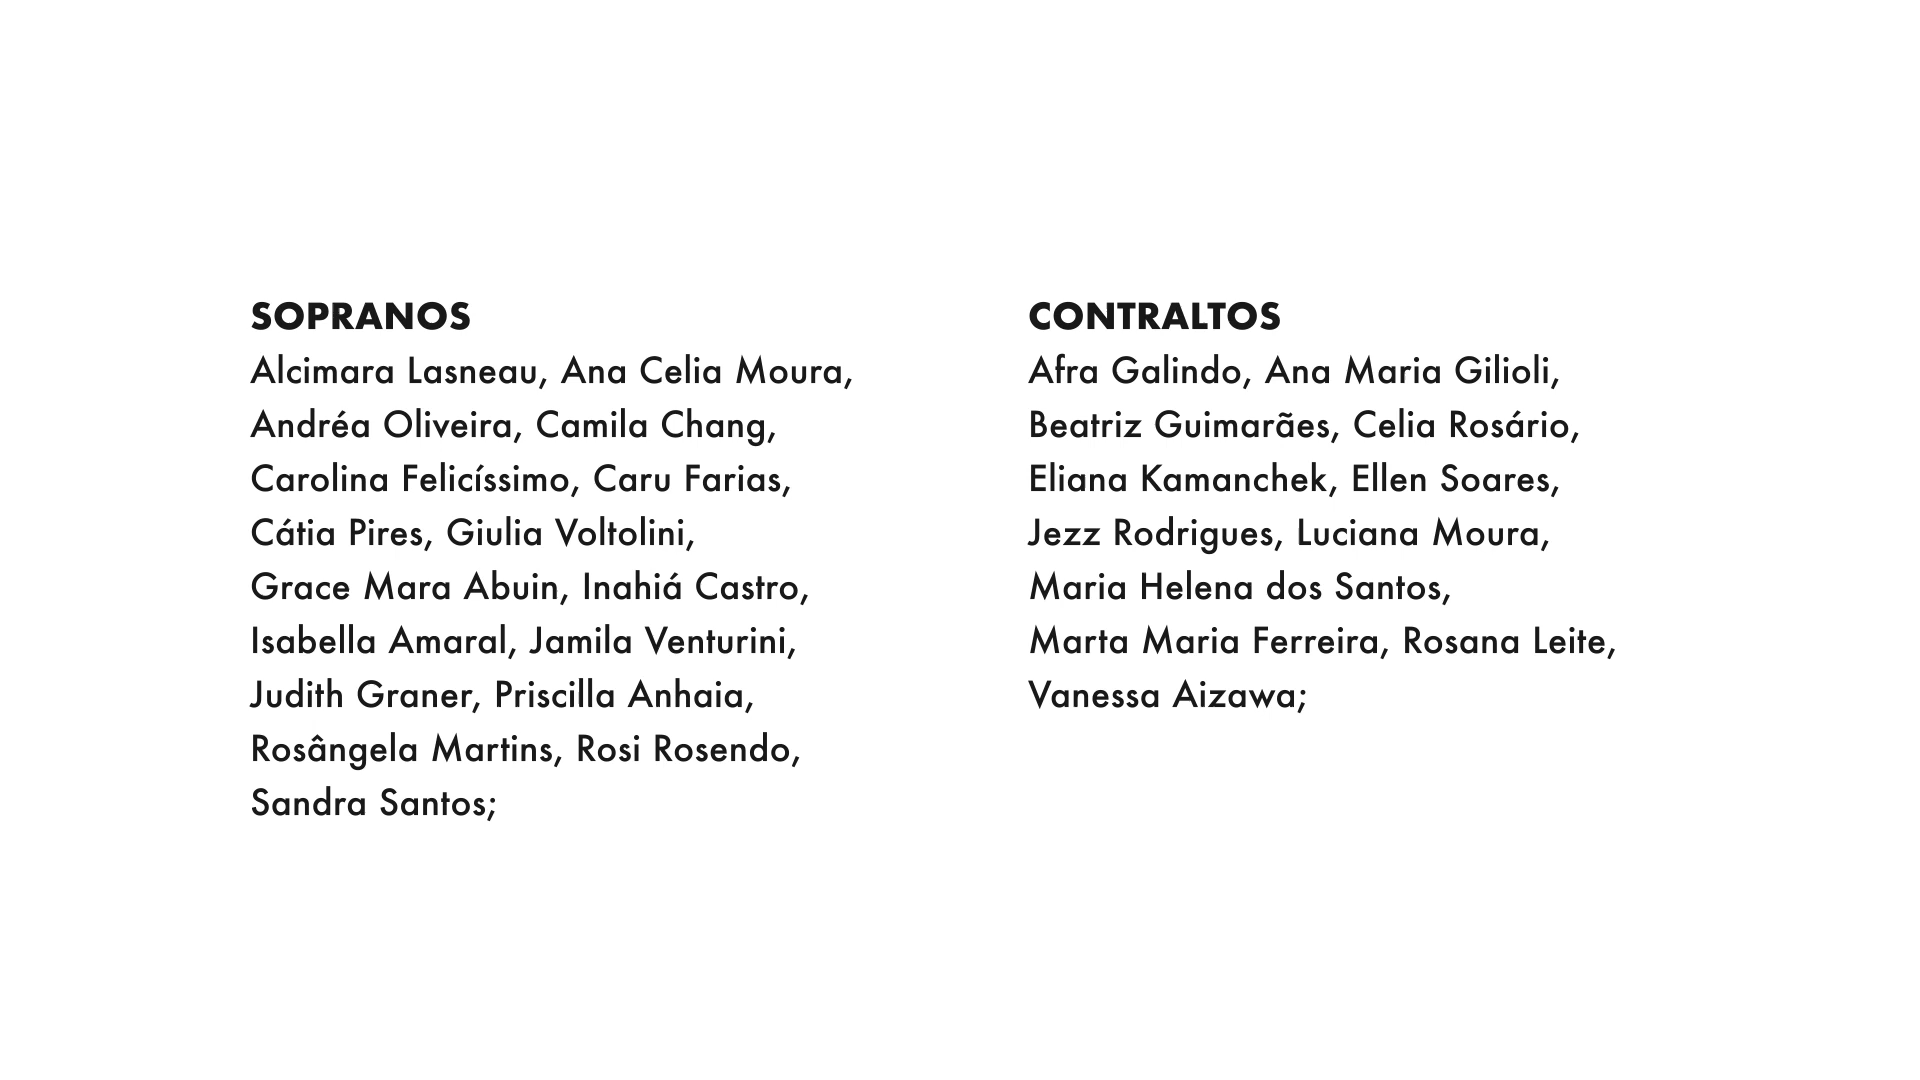 SOPRANOS
Alcimara Lasneau, Ana Celia Moura,
Andréa Oliveira, Camila Chang,
Carolina Felicíssimo, Caru Farias,
Cátia Pires, Giulia Voltolini,
Grace Mara Abuin, Inahiá Castro,
Isabella Amaral, Jamila Venturini,
Judith Graner, Priscilla Anhaia,
Rosângela Martins, Rosi Rosendo,
Sandra Santos;
CONTRALTOS
Afra Galindo, Ana Maria Gilioli,
Beatriz Guimarães, Celia Rosário,
Eliana Kamanchek, Ellen Soares,
Jezz Rodrigues, Luciana Moura,
Maria Helena dos Santos,
Marta Maria Ferreira, Rosana Leite,
Vanessa Aizawa;